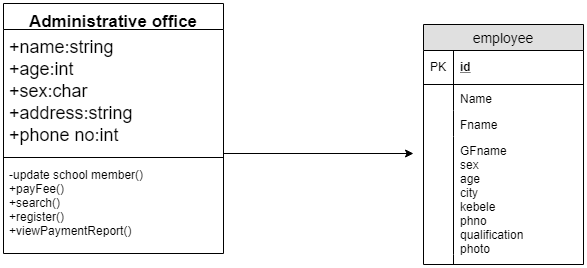 Administrative office
+name:string
+age:int
+sex:char
+address:string
+phone no:int
-update school member()
+payFee()
+search()
+register()
+viewPaymentReport()
employee
PK id
Name
Fname
GFname
sex
age
city
kebele
phno
qualification
photo